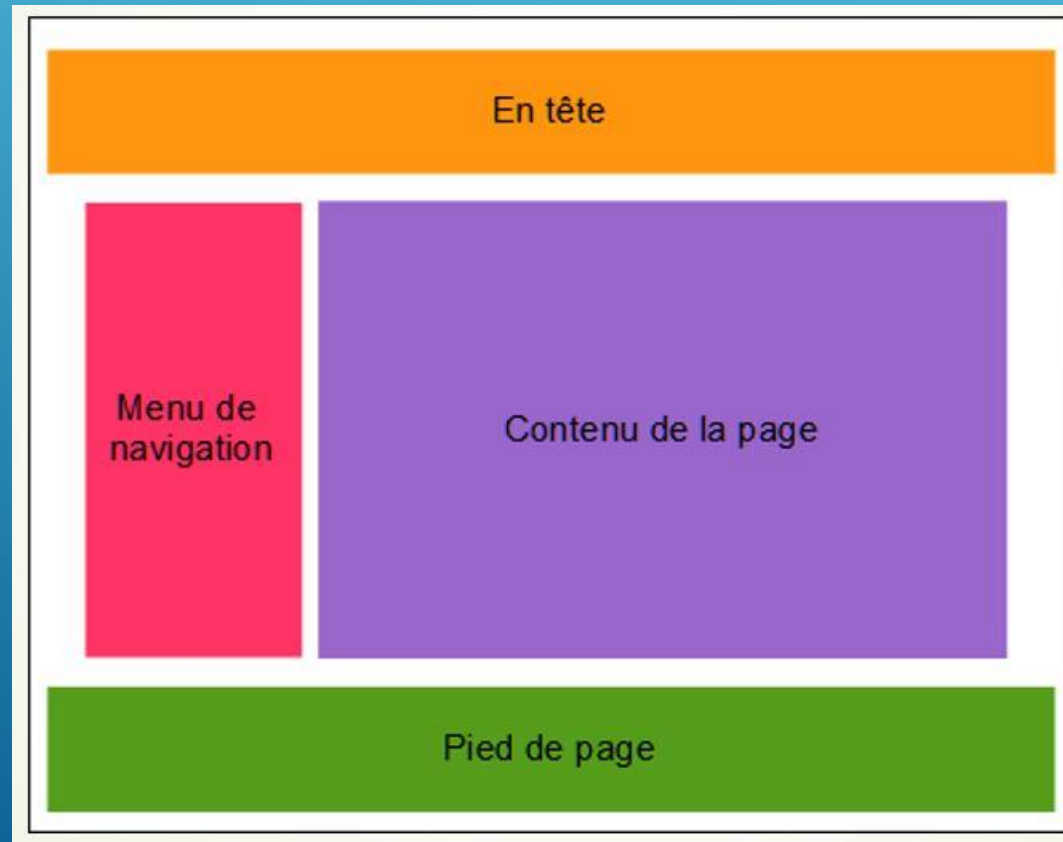 En tête
Menu de
navigation
Contenu de la page
Pied de page